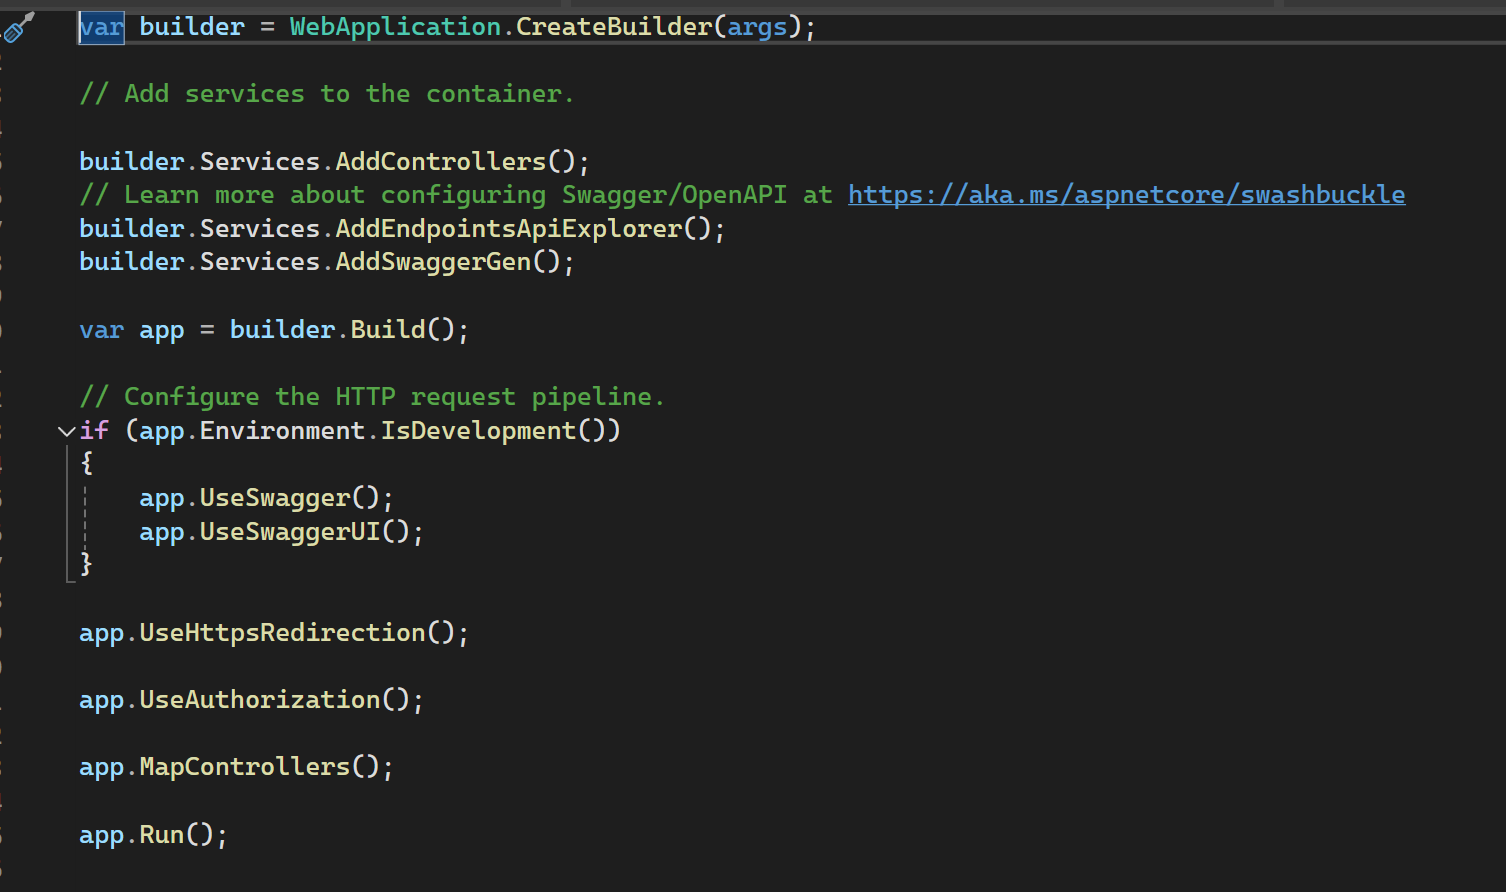 var builder = WebApplication.CreateBuilder(args);
// Add services to the container.
builder.Services.AddControllers();
// Learn more about configuring Swagger/OpenAPI at https://aka.ms/aspnetcore/swashbuckle
builder.Services.AddEndpointsApiExplorer();
builder.Services.AddSwaggerGen();
var app = builder.Build();
// Configure the HTTP request pipeline.
if (app.Environment.IsDevelopment())
{
    app.UseSwagger();
    app.UseSwaggerUI();
}
app.UseHttpsRedirection();
app.UseAuthorization();
app.MapControllers();
app.Run();